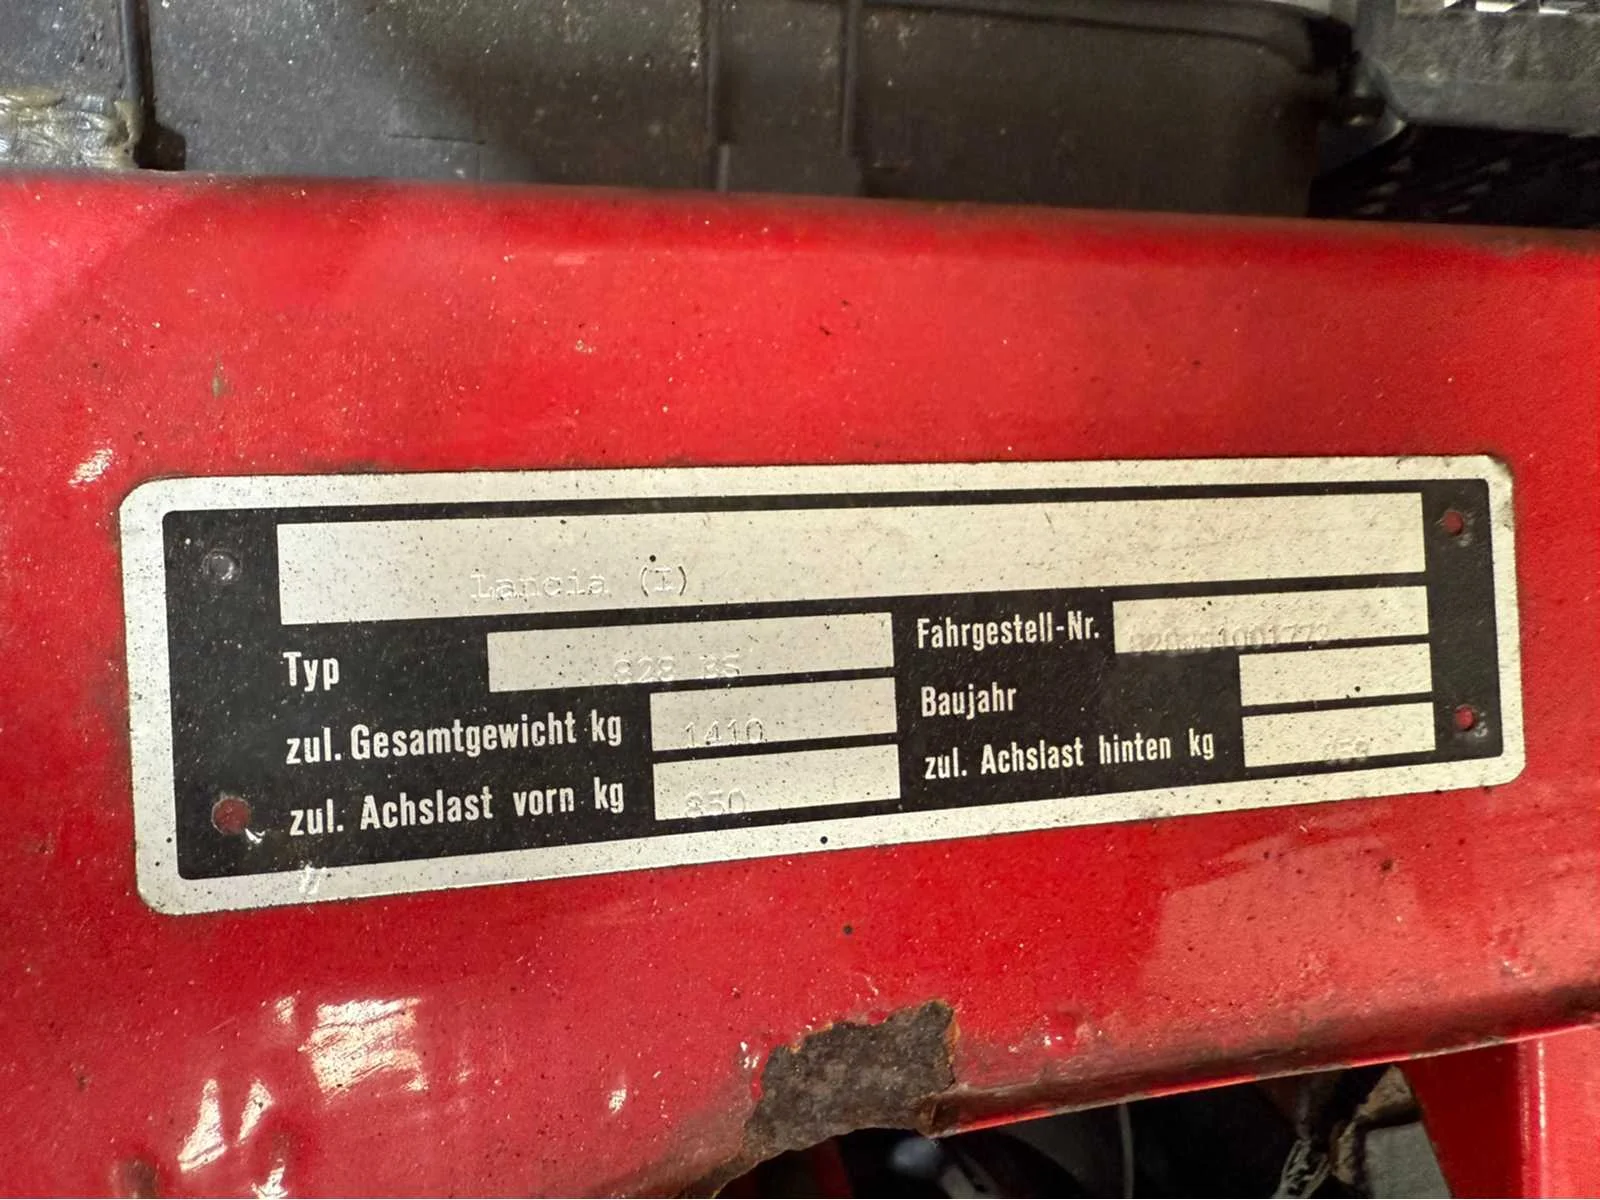 Lancia (I)
Typ 828 BS
Fahrgestell-Nr.
zul. Gesamtgewicht kg 1410
Baujahr
zul. Achslast vorn kg 850
zul. Achslast hinten kg